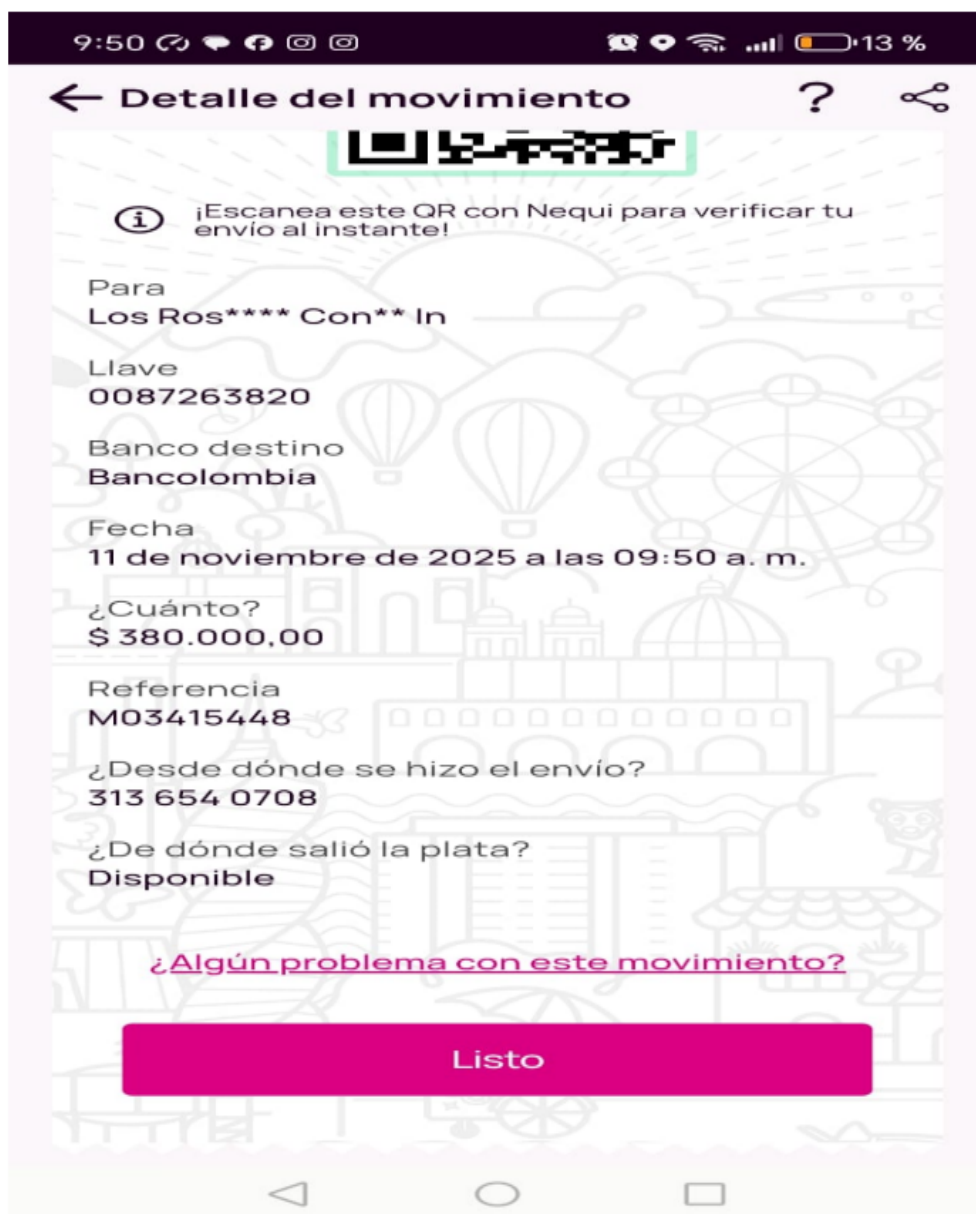 9:50 13 %
Detalle del movimiento ?
¡Escanea este QR con Nequi para verificar tu
envío al instante!
Para
Los Ros**** Con** In
Llave
0087263820
Banco destino
Bancolombia
Fecha
11 de noviembre de 2025 a las 09:50 a. m.
¿Cuánto?
$ 380.000,00
Referencia
M03415448
¿Desde dónde se hizo el envío?
313 654 0708
¿De dónde salió la plata?
Disponible
¿Algún problema con este movimiento?
Listo